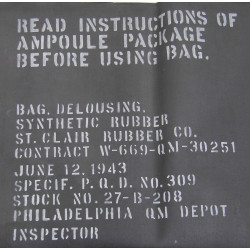 READ INSTRUCTIONS OF
AMPOULE PACKAGE
BEFORE USING BAG.
BAG, DELOUSING,
SYNTHETIC RUBBER
ST. CLAIR RUBBER CO.
CONTRACT W-669-QM-30251
JUNE 12, 1943
SPECIF. P.Q.D. NO. 309
STOCK NO. 27-B-208
PHILADELPHIA QM DEPOT
INSPECTOR